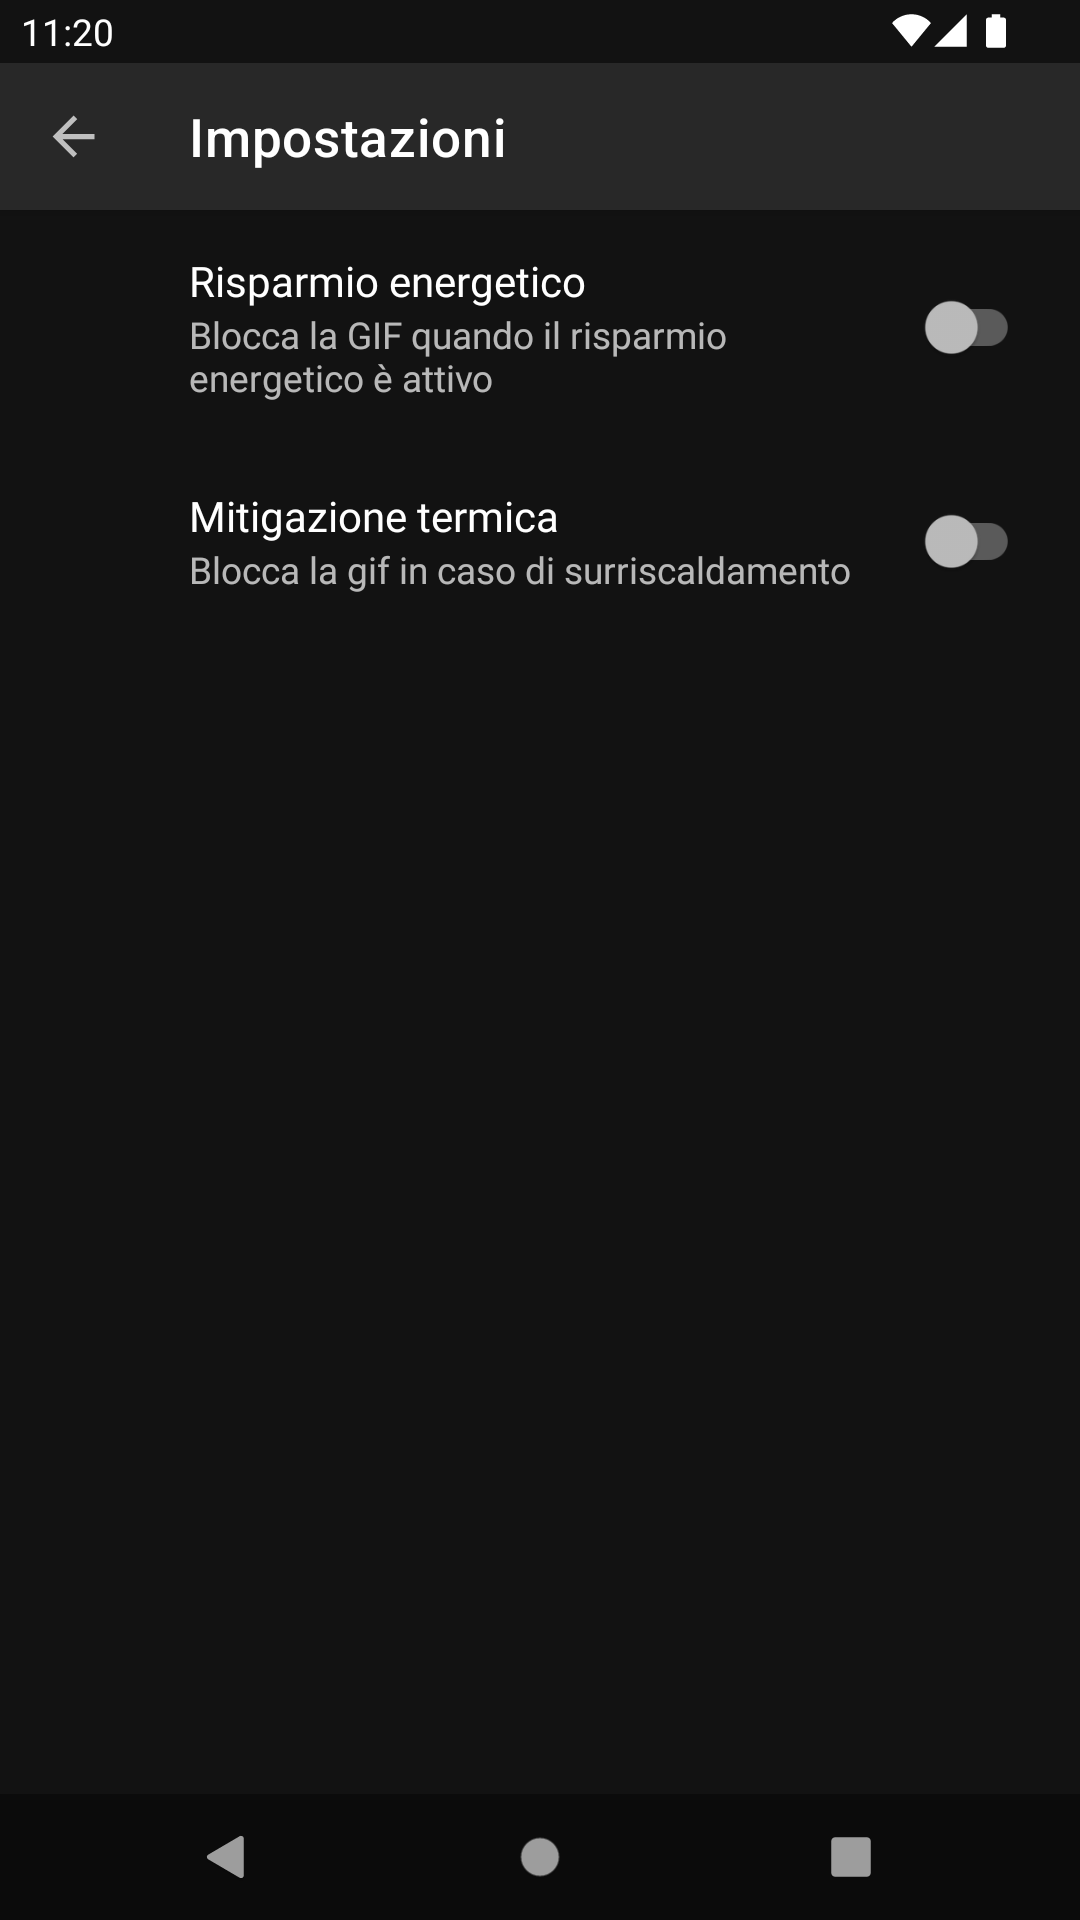 11:20
Impostazioni
Risparmio energetico
Blocca la GIF quando il risparmio
energetico è attivo
Mitigazione termica
Blocca la gif in caso di surriscaldamento